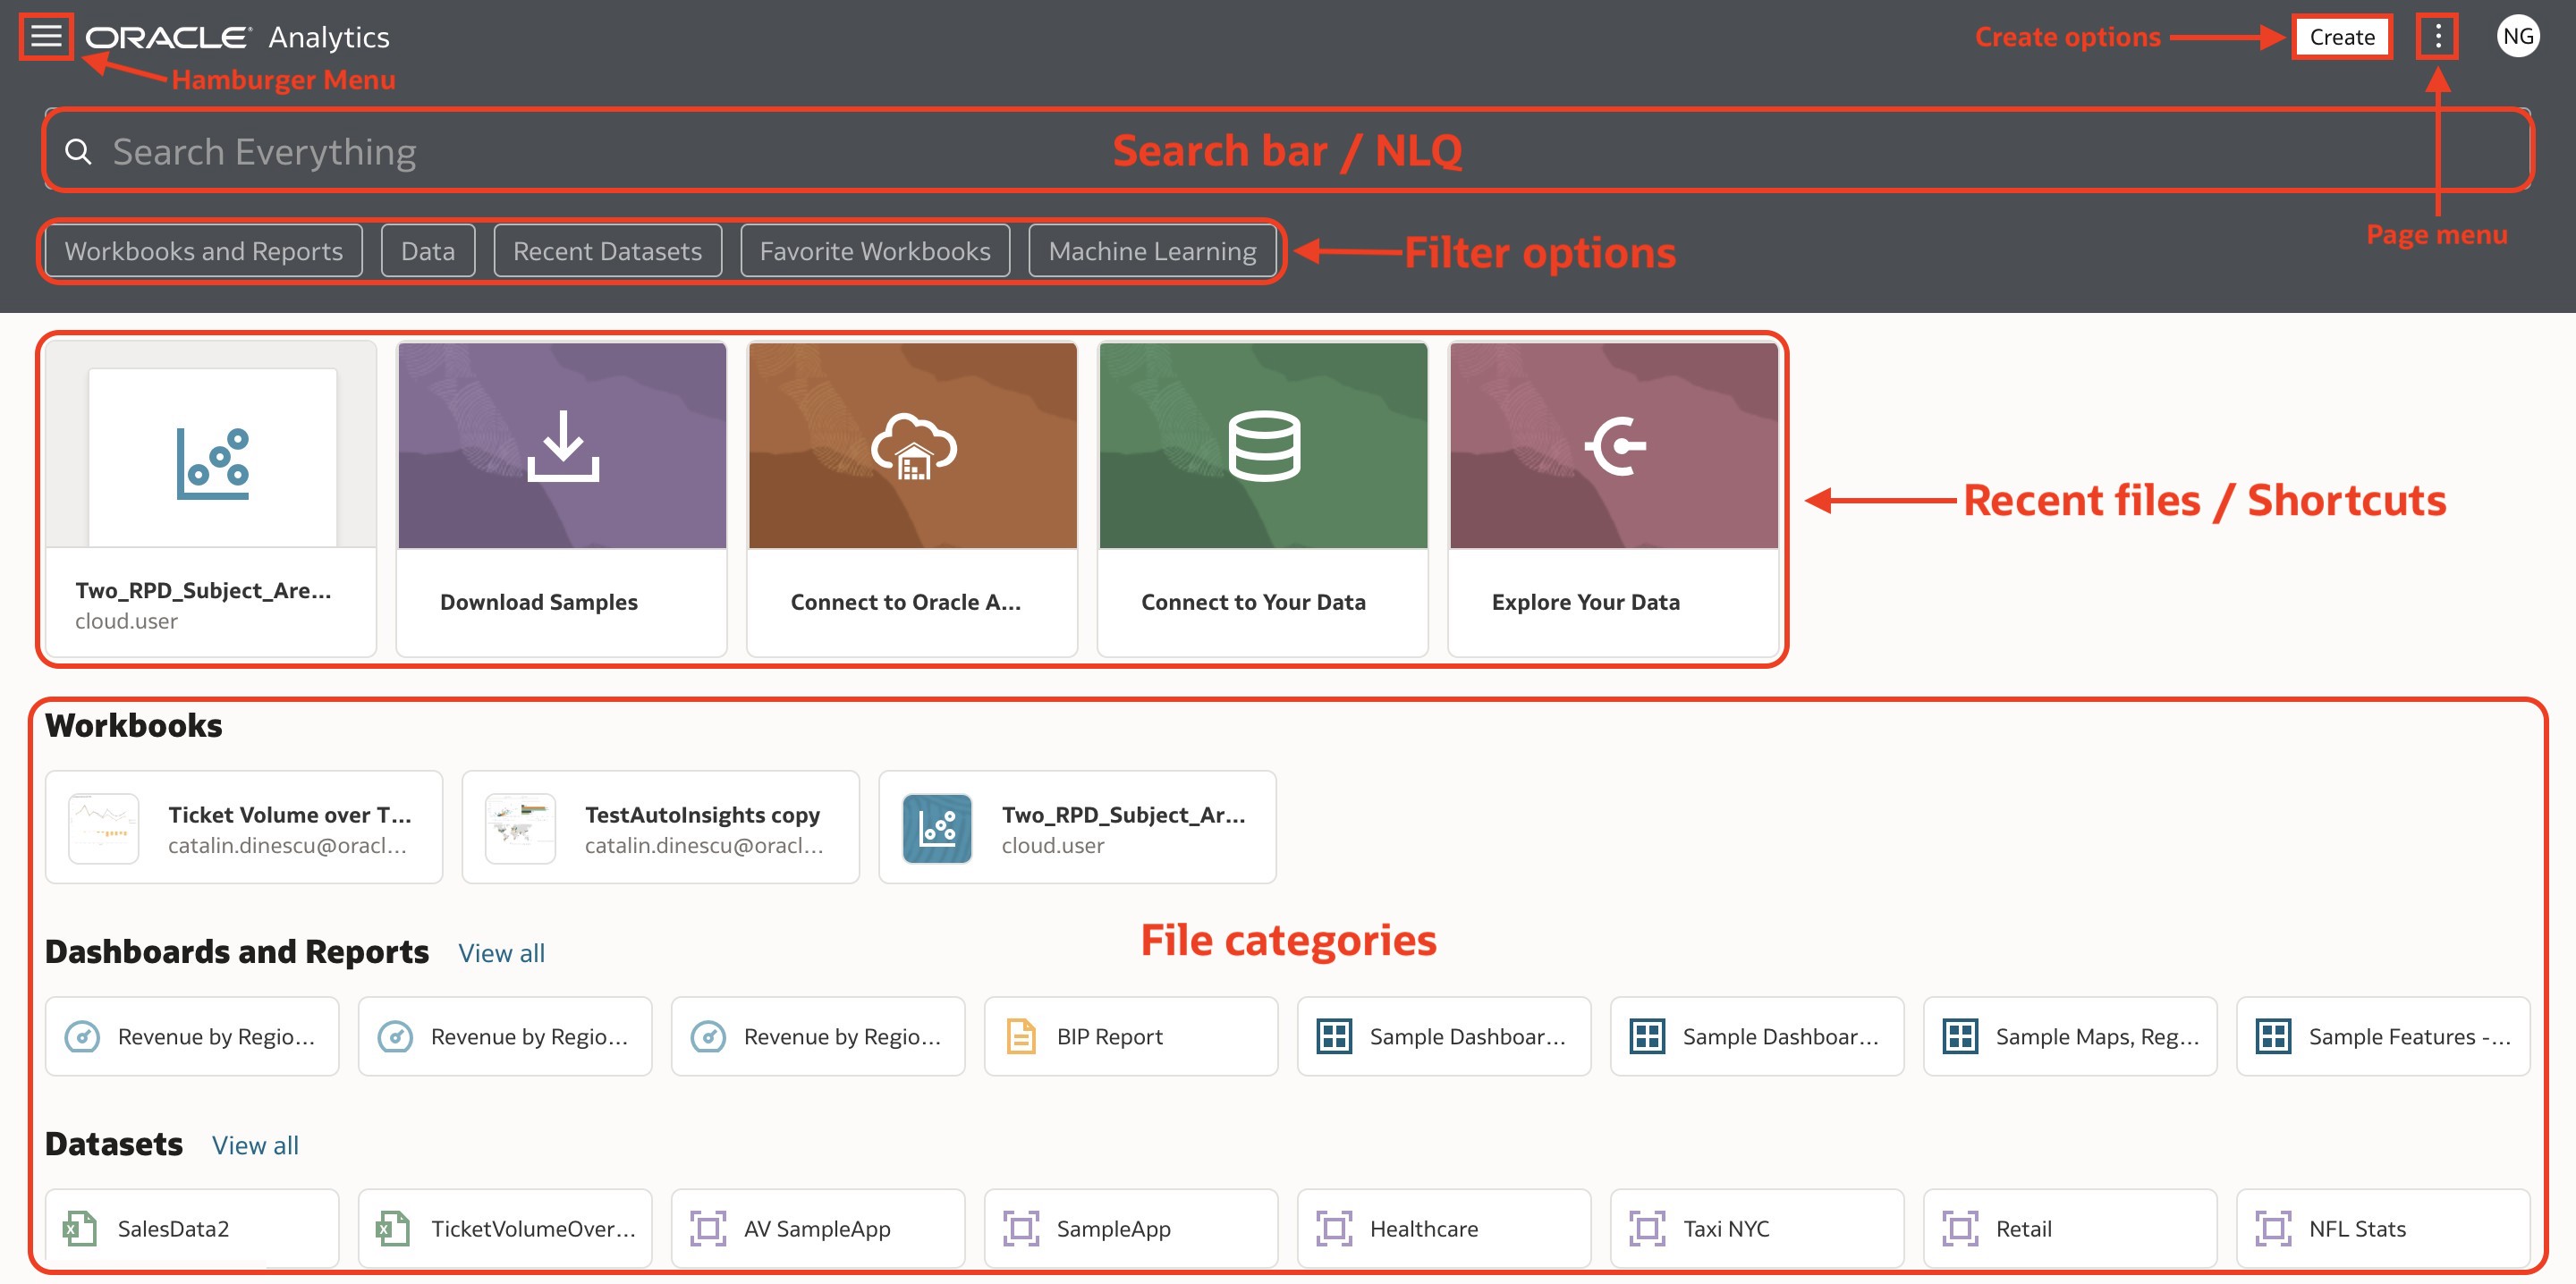 ORACLE Analytics
Hamburger Menu
Create options
Create
NG
Search Everything
Search bar / NLQ
Page menu
Workbooks and Reports
Data
Recent Datasets
Favorite Workbooks
Machine Learning
Filter options
Two_RPD_Subject_Are...
cloud.user
Download Samples
Connect to Oracle A...
Connect to Your Data
Explore Your Data
Recent files / Shortcuts
Workbooks
Ticket Volume over T...
catalin.dinescu@oracl...
TestAutoInsights copy
catalin.dinescu@oracl...
Two_RPD_Subject_Ar...
cloud.user
File categories
Dashboards and Reports View all
Revenue by Regio...
Revenue by Regio...
Revenue by Regio...
BIP Report
Sample Dashboar...
Sample Dashboar...
Sample Maps, Reg...
Sample Features -...
Datasets View all
SalesData2
TicketVolumeOver...
AV SampleApp
SampleApp
Healthcare
Taxi NYC
Retail
NFL Stats